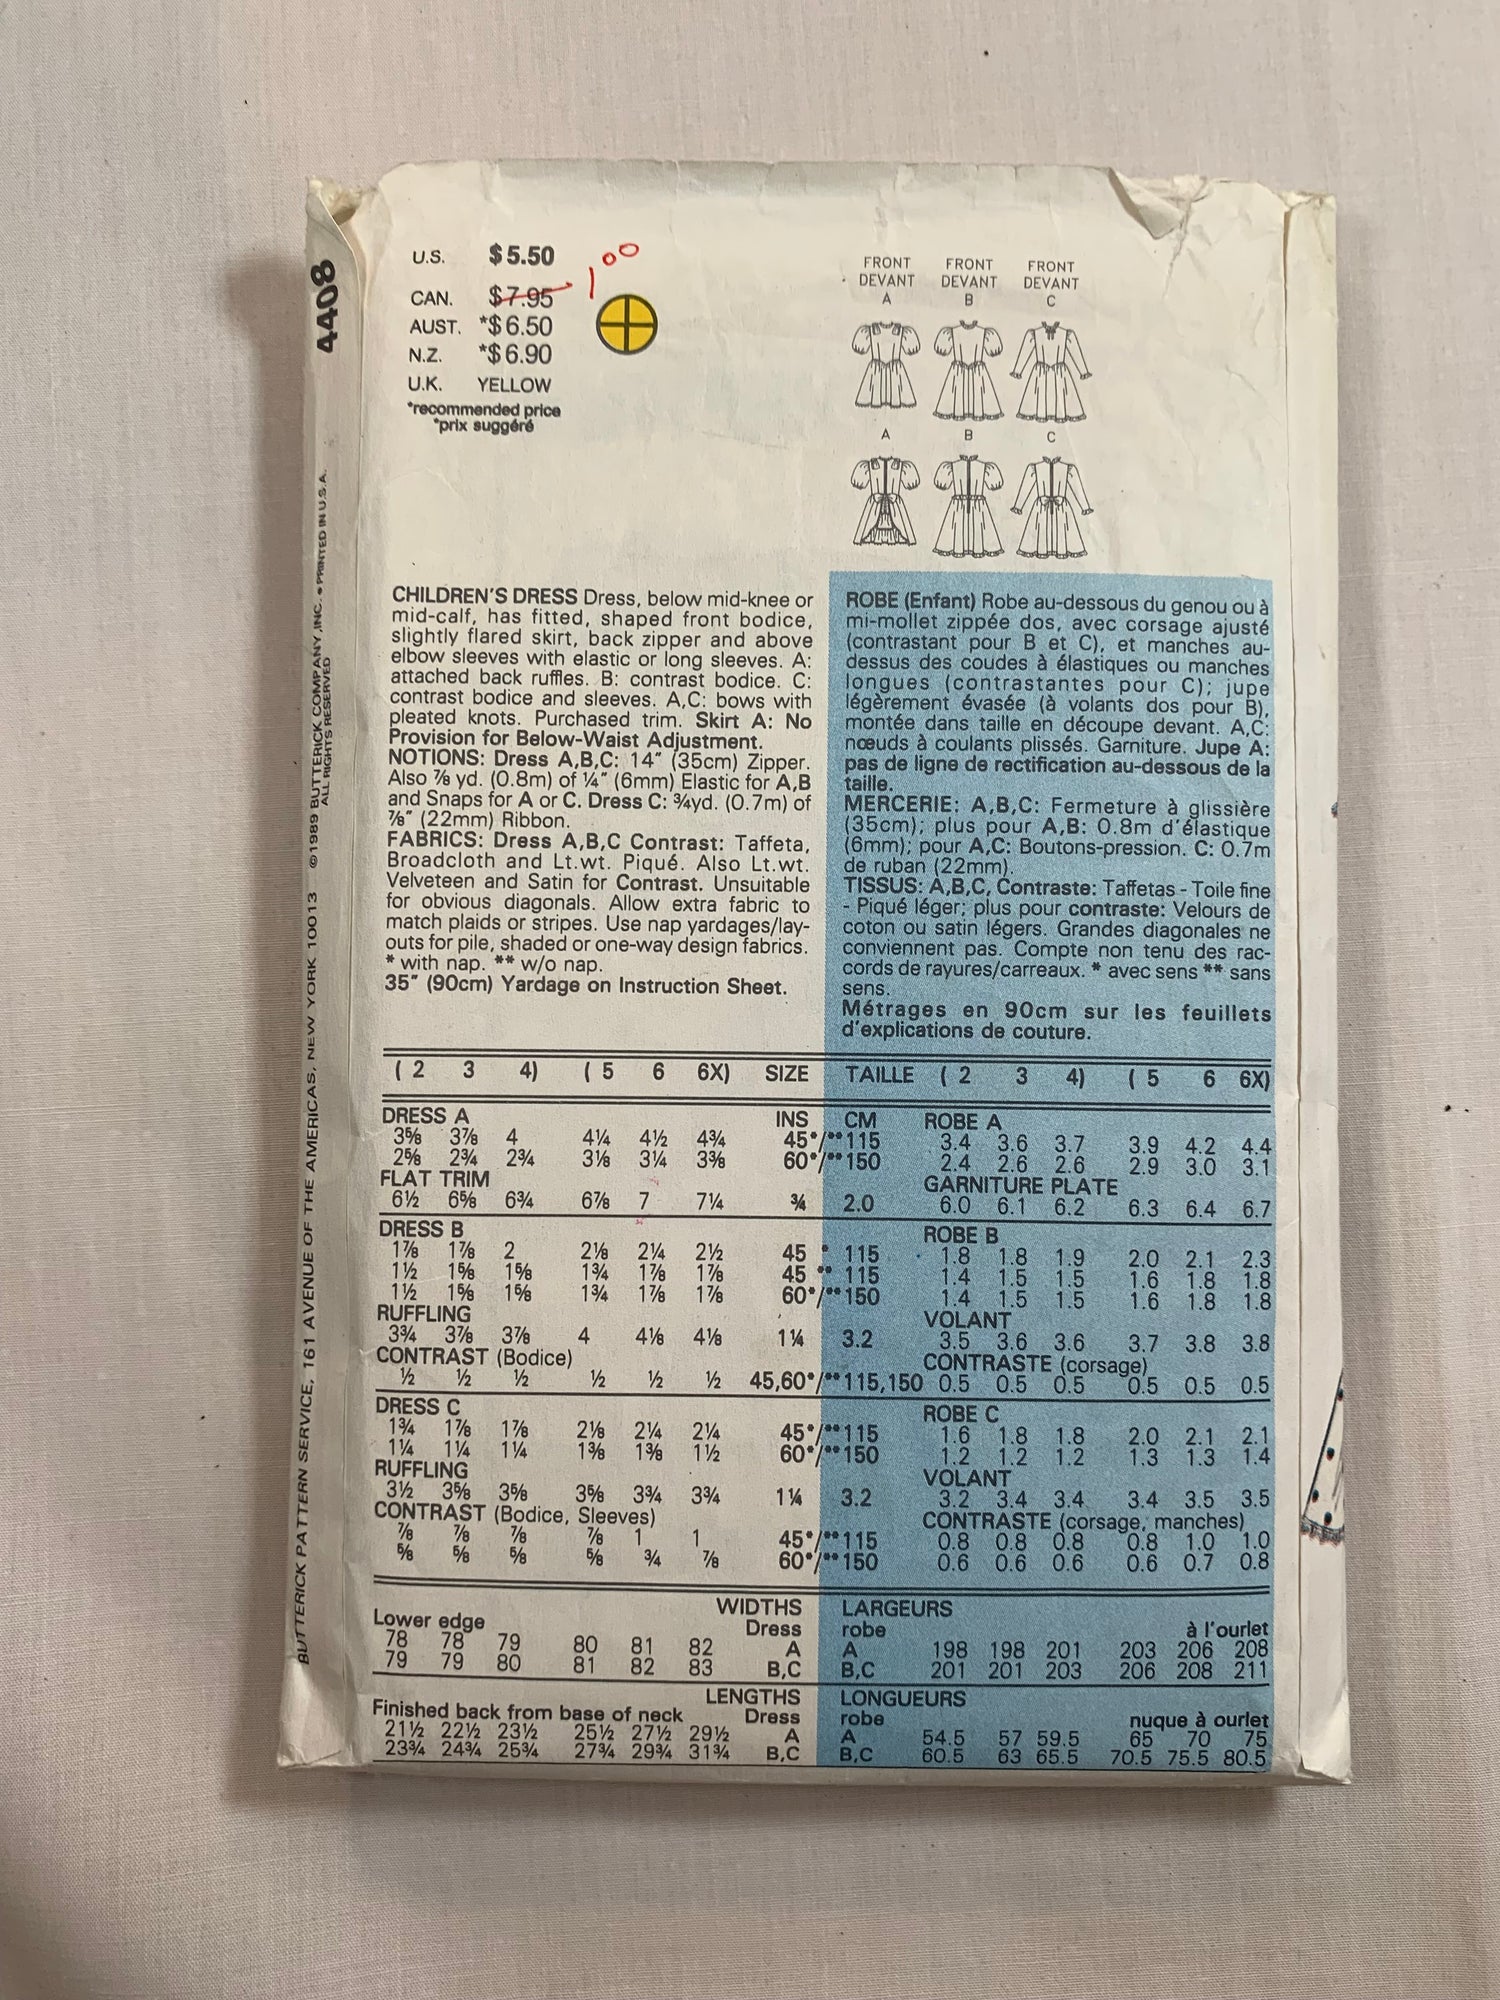 4408
©1989 BUTTERICK COMPANY, INC. • PRINTED IN U.S.A.
ALL RIGHTS RESERVED
BUTTERICK PATTERN SERVICE, 161 AVENUE OF THE AMERICAS, NEW YORK, NEW YORK 10013
U.S. $5.50
1.00
CAN. $7.95
AUST. *$6.50
N.Z. *$6.90
U.K. YELLOW
*recommended price
*prix suggéré
FRONT FRONT FRONT
DEVANT DEVANT DEVANT
A B C
A B C
CHILDREN'S DRESS Dress, below mid-knee or
mid-calf, has fitted, shaped front bodice,
slightly flared skirt, back zipper and above
elbow sleeves with elastic or long sleeves. A:
attached back ruffles. B: contrast bodice. C:
contrast bodice and sleeves. A,C: bows with
pleated knots. Purchased trim. Skirt A: No
Provision for Below-Waist Adjustment.
NOTIONS: Dress A,B,C: 14" (35cm) Zipper.
Also ⅞ yd. (0.8m) of ¼" (6mm) Elastic for A,B
and Snaps for A or C. Dress C: ¾yd. (0.7m) of
⅞" (22mm) Ribbon.
FABRICS: Dress A,B,C Contrast: Taffeta,
Broadcloth and Lt.wt. Piqué. Also Lt.wt.
Velveteen and Satin for Contrast. Unsuitable
for obvious diagonals. Allow extra fabric to
match plaids or stripes. Use nap yardages/lay-
outs for pile, shaded or one-way design fabrics.
* with nap. ** w/o nap.
35" (90cm) Yardage on Instruction Sheet.
ROBE (Enfant) Robe au-dessous du genou ou à
mi-mollet zippée dos, avec corsage ajusté
(contrastant pour B et C), et manches au-
dessus des coudes à élastiques ou manches
longues (contrastantes pour C); jupe
légèrement évasée (à volants dos pour B),
montée dans taille en découpe devant. A,C:
nœuds à coulants plissés. Garniture. Jupe A:
pas de ligne de rectification au-dessous de la
taille.
MERCERIE: A,B,C: Fermeture à glissière
(35cm); plus pour A,B: 0.8m d'élastique
(6mm); pour A,C: Boutons-pression. C: 0.7m
de ruban (22mm).
TISSUS: A,B,C, Contraste: Taffetas - Toile fine
- Piqué léger; plus pour contraste: Velours de
coton ou satin légers. Grandes diagonales ne
conviennent pas. Compte non tenu des rac-
cords de rayures/carreaux. * avec sens ** sans
sens.
Métrages en 90cm sur les feuillets
d'explications de couture.
( 2 3 4) ( 5 6 6X) SIZE TAILLE ( 2 3 4) ( 5 6 6X)
DRESS A INS CM ROBE A
3⅝ 3⅞ 4 4¼ 4½ 4¾ 45*/**115 3.4 3.6 3.7 3.9 4.2 4.4
2⅝ 2¾ 2¾ 3⅛ 3¼ 3⅜ 60*/**150 2.4 2.6 2.6 2.9 3.0 3.1
FLAT TRIM GARNITURE PLATE
6½ 6⅝ 6¾ 6⅞ 7 7¼ ¾ 2.0 6.0 6.1 6.2 6.3 6.4 6.7
DRESS B ROBE B
1⅞ 1⅞ 2 2⅛ 2¼ 2½ 45 * 115 1.8 1.8 1.9 2.0 2.1 2.3
1½ 1⅝ 1⅝ 1¾ 1⅞ 1⅞ 45 ** 115 1.4 1.5 1.5 1.6 1.8 1.8
1½ 1⅝ 1⅝ 1¾ 1⅞ 1⅞ 60*/**150 1.4 1.5 1.5 1.6 1.8 1.8
RUFFLING VOLANT
3¾ 3⅞ 3⅞ 4 4⅛ 4⅛ 1¼ 3.2 3.5 3.6 3.6 3.7 3.8 3.8
CONTRAST (Bodice) CONTRASTE (corsage)
½ ½ ½ ½ ½ ½ 45,60*/**115,150 0.5 0.5 0.5 0.5 0.5 0.5
DRESS C ROBE C
1¾ 1⅞ 1⅞ 2⅛ 2¼ 2¼ 45*/**115 1.6 1.8 1.8 2.0 2.1 2.1
1¼ 1¼ 1¼ 1⅜ 1⅜ 1½ 60*/**150 1.2 1.2 1.2 1.3 1.3 1.4
RUFFLING VOLANT
3½ 3⅝ 3⅝ 3⅝ 3¾ 3¾ 1¼ 3.2 3.2 3.4 3.4 3.4 3.5 3.5
CONTRAST (Bodice, Sleeves) CONTRASTE (corsage, manches)
⅞ ⅞ ⅞ ⅞ 1 1 45*/**115 0.8 0.8 0.8 0.8 1.0 1.0
⅝ ⅝ ⅝ ⅝ ¾ ⅞ 60*/**150 0.6 0.6 0.6 0.6 0.7 0.8
WIDTHS LARGEURS
Lower edge Dress robe à l'ourlet
78 78 79 80 81 82 A A 198 198 201 203 206 208
79 79 80 81 82 83 B,C B,C 201 201 203 206 208 211
LENGTHS LONGUEURS
Finished back from base of neck Dress robe nuque à ourlet
21½ 22½ 23½ 25½ 27½ 29½ A A 54.5 57 59.5 65 70 75
23¾ 24¾ 25¾ 27¾ 29¾ 31¾ B,C B,C 60.5 63 65.5 70.5 75.5 80.5